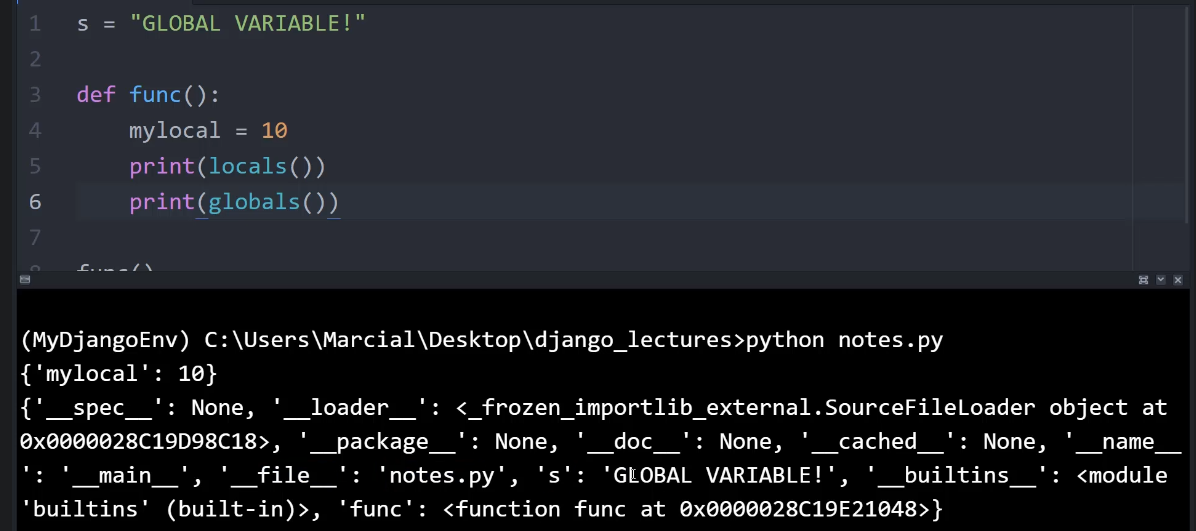 1 s = "GLOBAL VARIABLE!"
2
3 def func():
4     mylocal = 10
5     print(locals())
6     print(globals())
7
8 func()
(MyDjangoEnv) C:\Users\Marcial\Desktop\django_lectures>python notes.py
{'mylocal': 10}
{'__spec__': None, '__loader__': <_frozen_importlib_external.SourceFileLoader object at
0x0000028C19D98C18>, '__package__': None, '__doc__': None, '__cached__': None, '__name__
': '__main__', '__file__': 'notes.py', 's': 'GLOBAL VARIABLE!', '__builtins__': <module
'builtins' (built-in)>, 'func': <function func at 0x0000028C19E21048>}